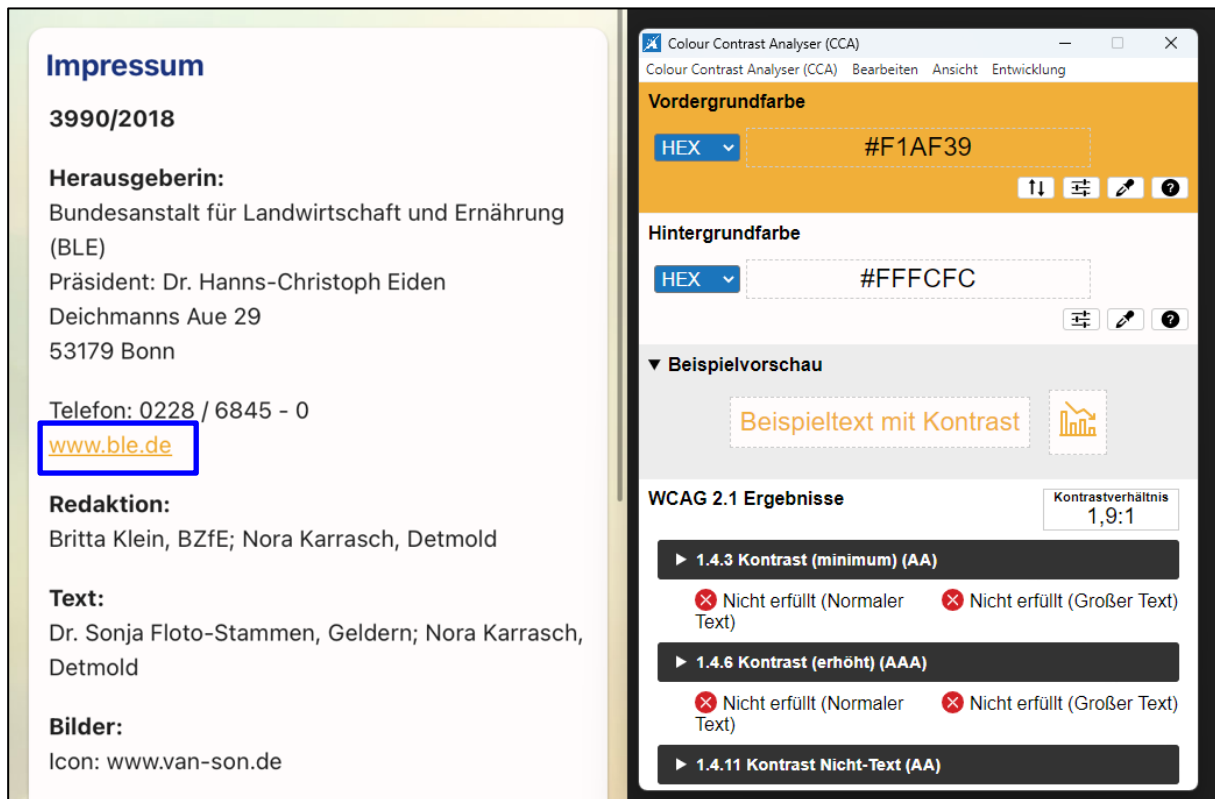 Impressum
3990/2018
Herausgeberin:
Bundesanstalt für Landwirtschaft und Ernährung
(BLE)
Präsident: Dr. Hanns-Christoph Eiden
Deichmanns Aue 29
53179 Bonn
Telefon: 0228 / 6845 - 0
www.ble.de
Redaktion:
Britta Klein, BZfE; Nora Karrasch, Detmold
Text:
Dr. Sonja Floto-Stammen, Geldern; Nora Karrasch,
Detmold
Bilder:
Icon: www.van-son.de
Colour Contrast Analyser (CCA)
Colour Contrast Analyser (CCA) Bearbeiten Ansicht Entwicklung
Vordergrundfarbe
HEX #F1AF39
Hintergrundfarbe
HEX #FFFCFC
Beispielvorschau
Beispieltext mit Kontrast
WCAG 2.1 Ergebnisse
Kontrastverhältnis
1,9:1
1.4.3 Kontrast (minimum) (AA)
Nicht erfüllt (Normaler Text)
Nicht erfüllt (Großer Text)
1.4.6 Kontrast (erhöht) (AAA)
Nicht erfüllt (Normaler Text)
Nicht erfüllt (Großer Text)
1.4.11 Kontrast Nicht-Text (AA)